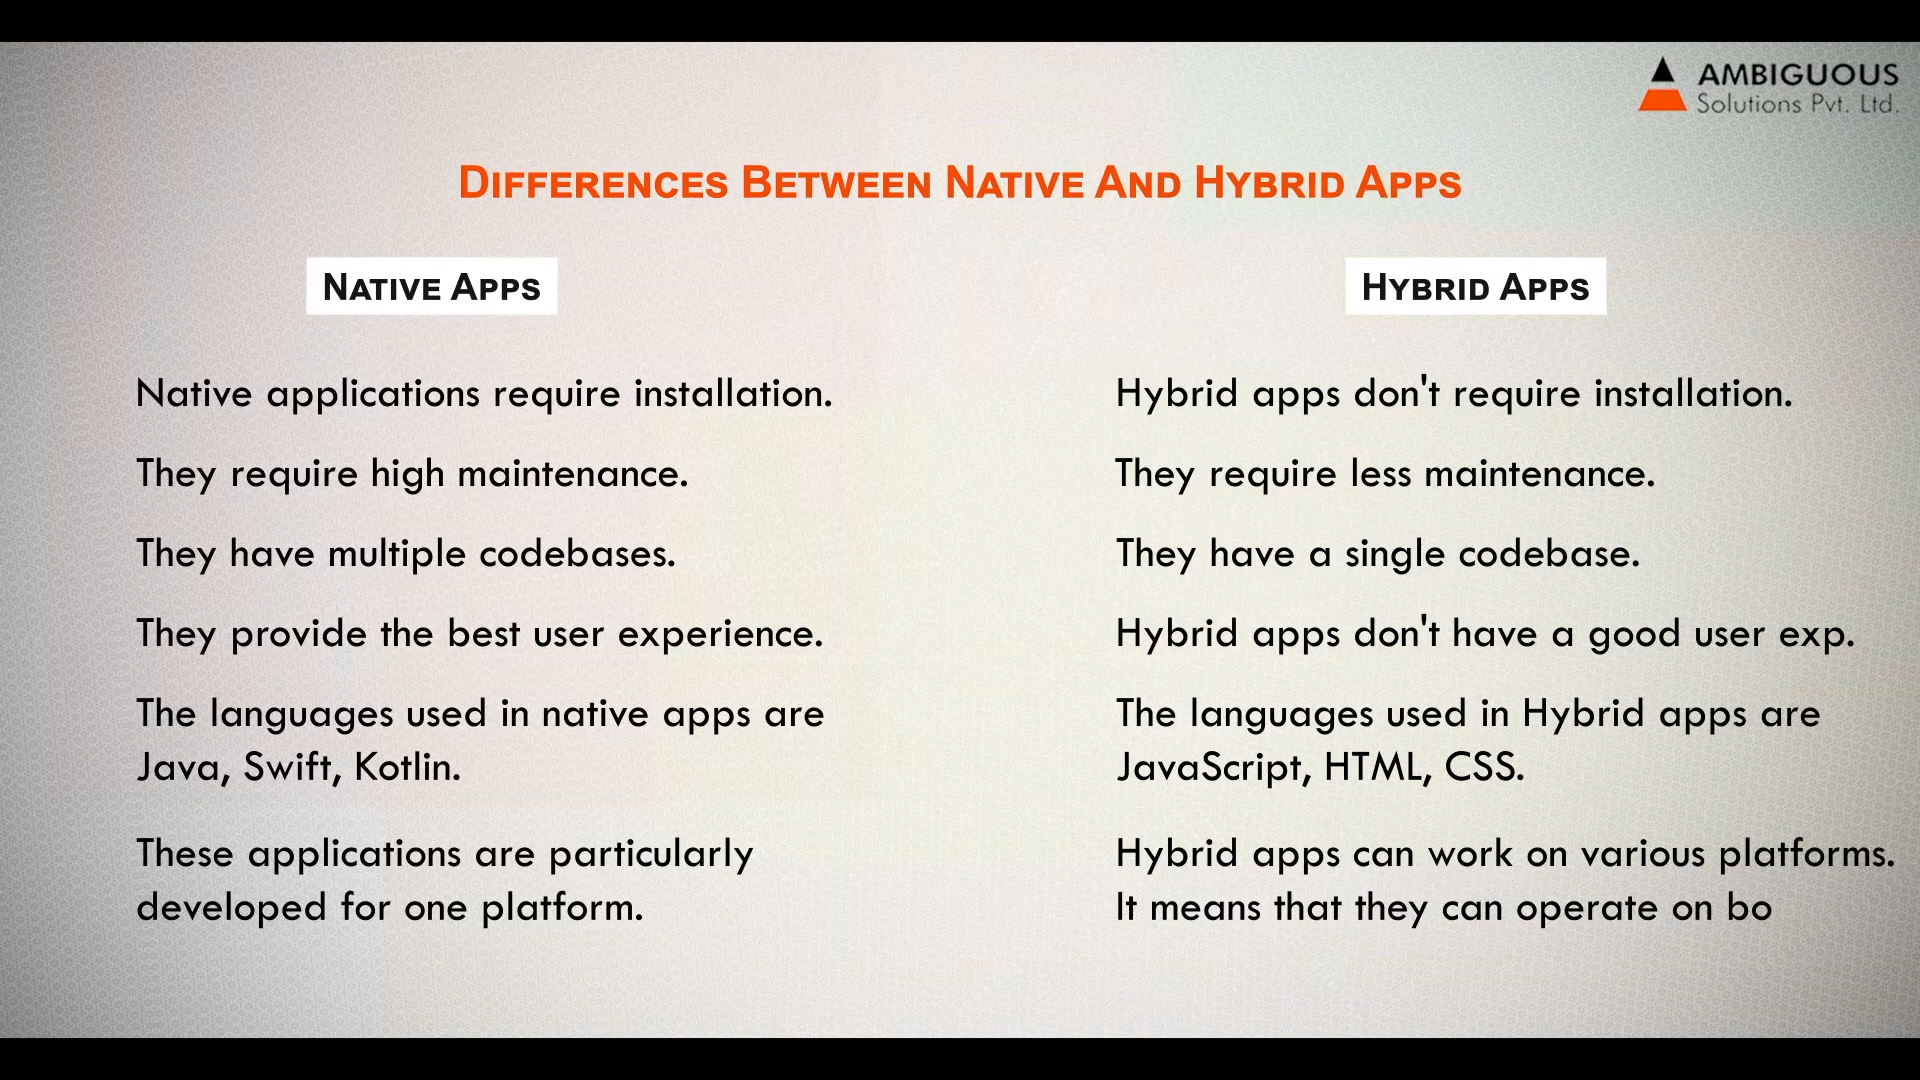 AMBIGUOUS
Solutions Pvt. Ltd.
Differences Between Native And Hybrid Apps
Native Apps
Native applications require installation.
They require high maintenance.
They have multiple codebases.
They provide the best user experience.
The languages used in native apps are
Java, Swift, Kotlin.
These applications are particularly
developed for one platform.
Hybrid Apps
Hybrid apps don't require installation.
They require less maintenance.
They have a single codebase.
Hybrid apps don't have a good user exp.
The languages used in Hybrid apps are
JavaScript, HTML, CSS.
Hybrid apps can work on various platforms.
It means that they can operate on bo